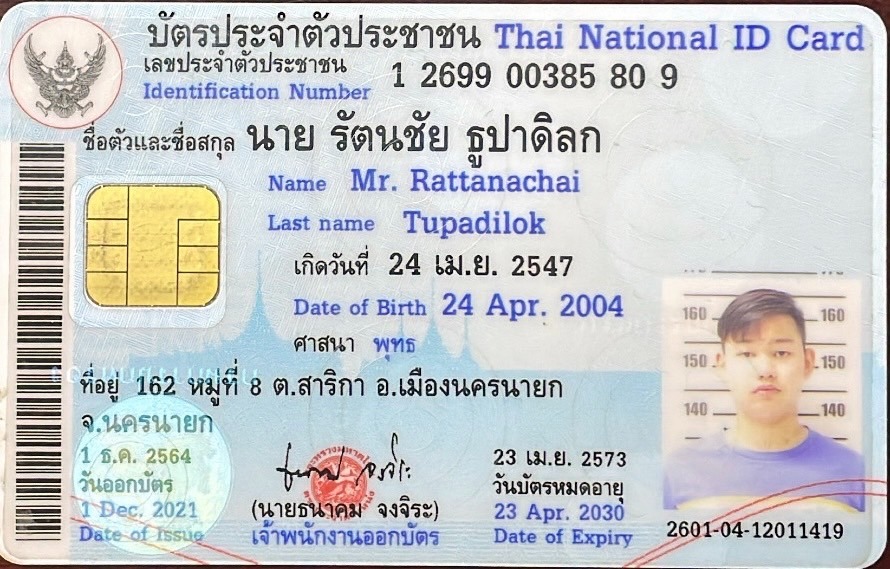 บัตรประจำตัวประชาชน Thai National ID Card
เลขประจำตัวประชาชน 1 2699 00385 80 9
Identification Number
ชื่อตัวและชื่อสกุล นาย รัตนชัย ธูปาดิลก
Name Mr. Rattanachai
Last name Tupadilok
เกิดวันที่ 24 เม.ย. 2547
Date of Birth 24 Apr. 2004
ศาสนา พุทธ
ที่อยู่ 162 หมู่ที่ 8 ต.สาริกา อ.เมืองนครนายก
จ.นครนายก
1 ธ.ค. 2564
วันออกบัตร
1 Dec. 2021
Date of Issue
(นายธนาคม จงจิระ)
เจ้าพนักงานออกบัตร
23 เม.ย. 2573
วันบัตรหมดอายุ
23 Apr. 2030
Date of Expiry
160 160
150 150
140 140
2601-04-12011419